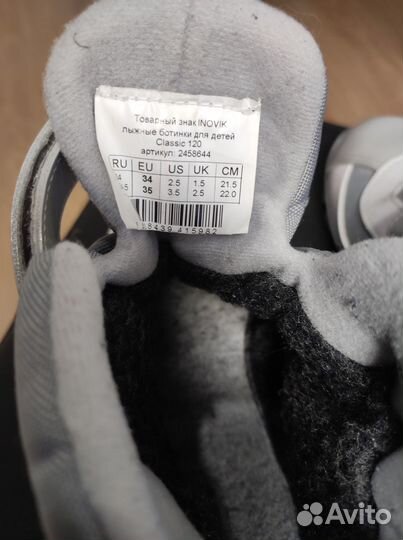 Товарный знак INOVIK
лыжные ботинки для детей
Classic 120
артикул: 2458644
RU EU US UK CM
34 2.5 1.5 21.5
35 3.5 2.5 22.0
Avito